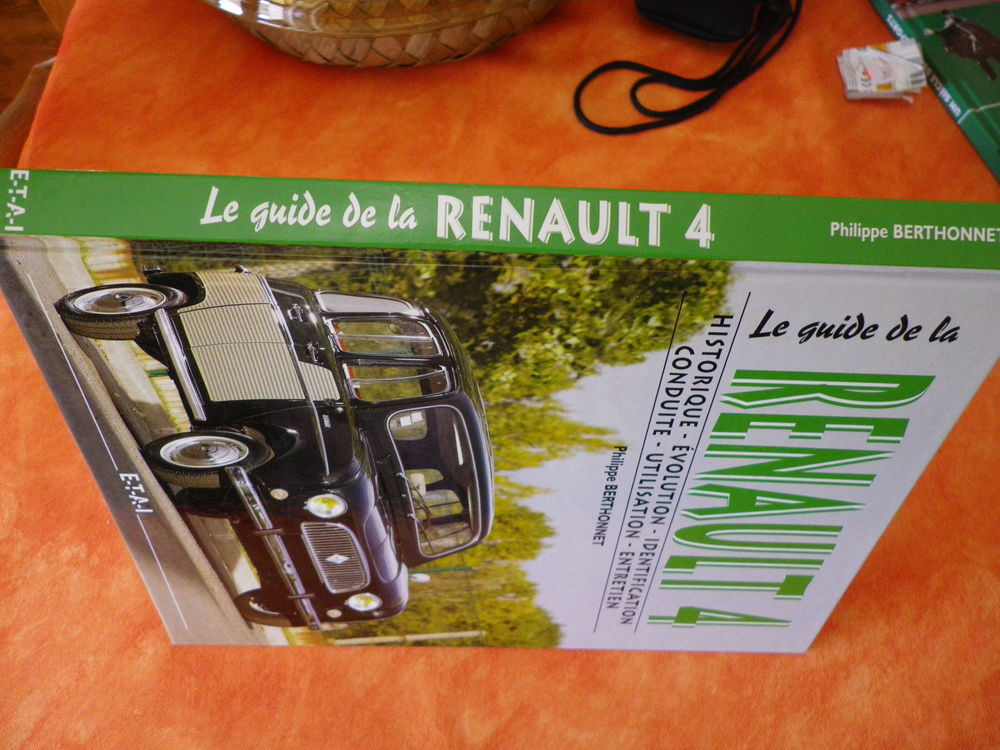 E-T-A-I
Le guide de la RENAULT 4
Philippe BERTHONNET
Le guide de la
RENAULT 4
HISTORIQUE - ÉVOLUTION - IDENTIFICATION
CONDUITE - UTILISATION - ENTRETIEN
Philippe BERTHONNET
E-T-A-I